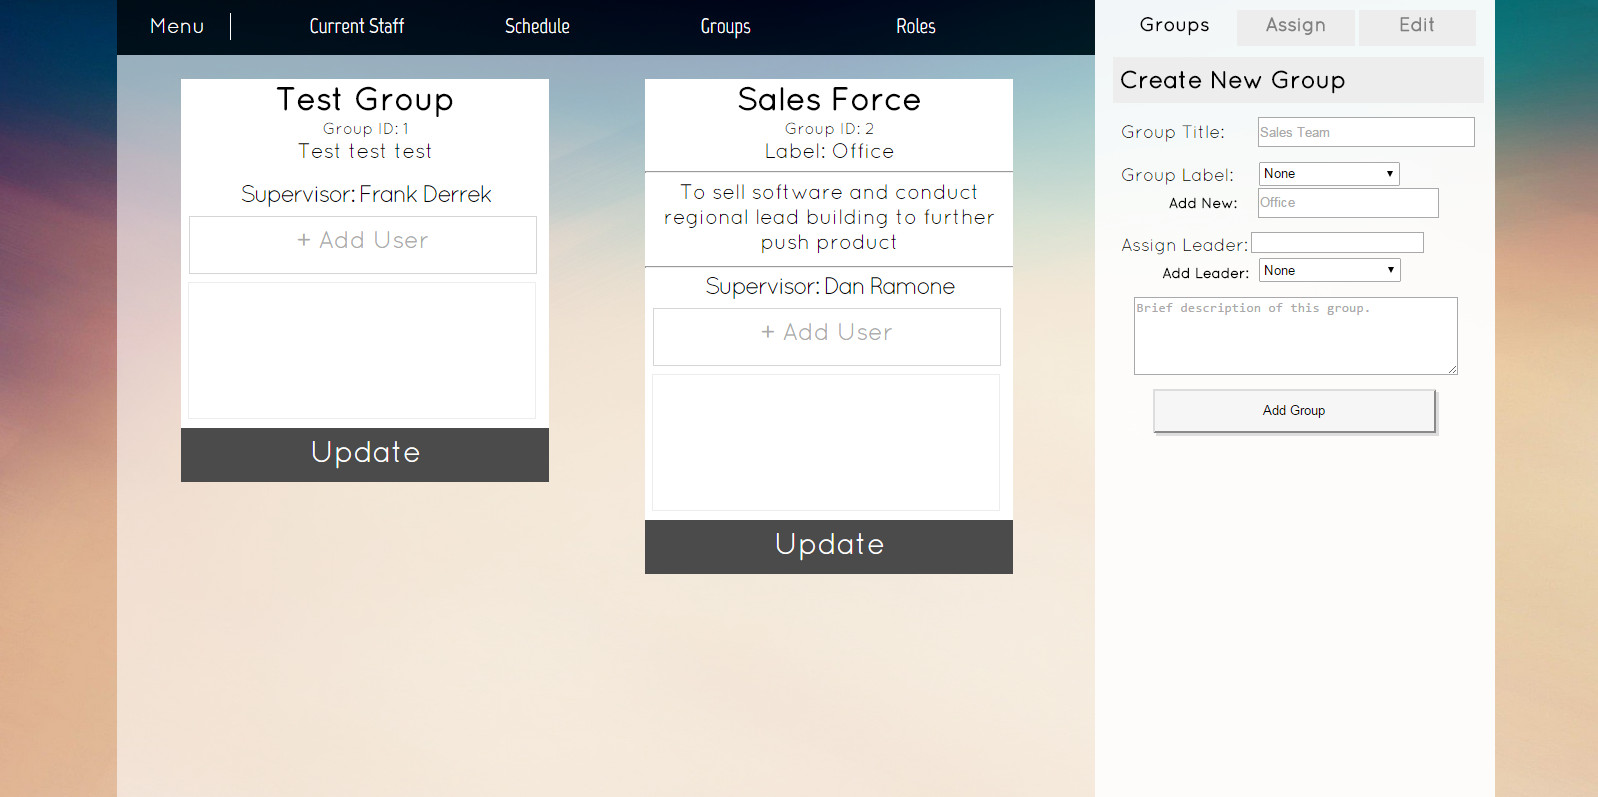 Menu
Current Staff
Schedule
Groups
Roles
Test Group
Group ID: 1
Test test test
Supervisor: Frank Derrek
+ Add User
Update
Sales Force
Group ID: 2
Label: Office
To sell software and conduct
regional lead building to further
push product
Supervisor: Dan Ramone
+ Add User
Update
Groups
Assign
Edit
Create New Group
Group Title:
Sales Team
Group Label:
None
Add New:
Office
Assign Leader:
Add Leader:
None
Brief description of this group.
Add Group